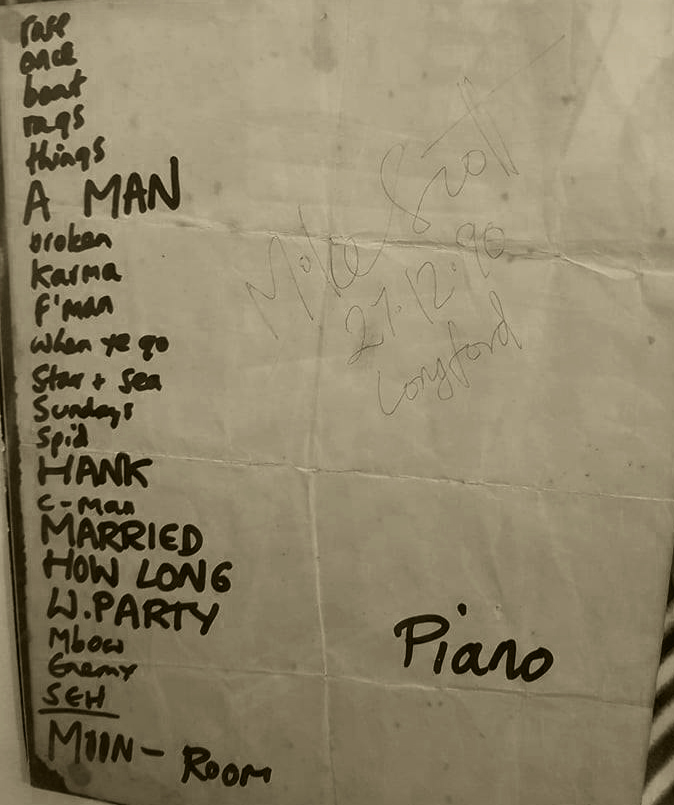 rare
once
boat
rags
things
A MAN
broken
karma
f'man
when ye go
Star + Sea
Sundays
Spid
HANK
C-Man
MARRIED
HOW LONG
W.PARTY
Mbow
Enemy
SEH
MOON - ROOM
Mike Scott
27.12.90
Longford
Piano